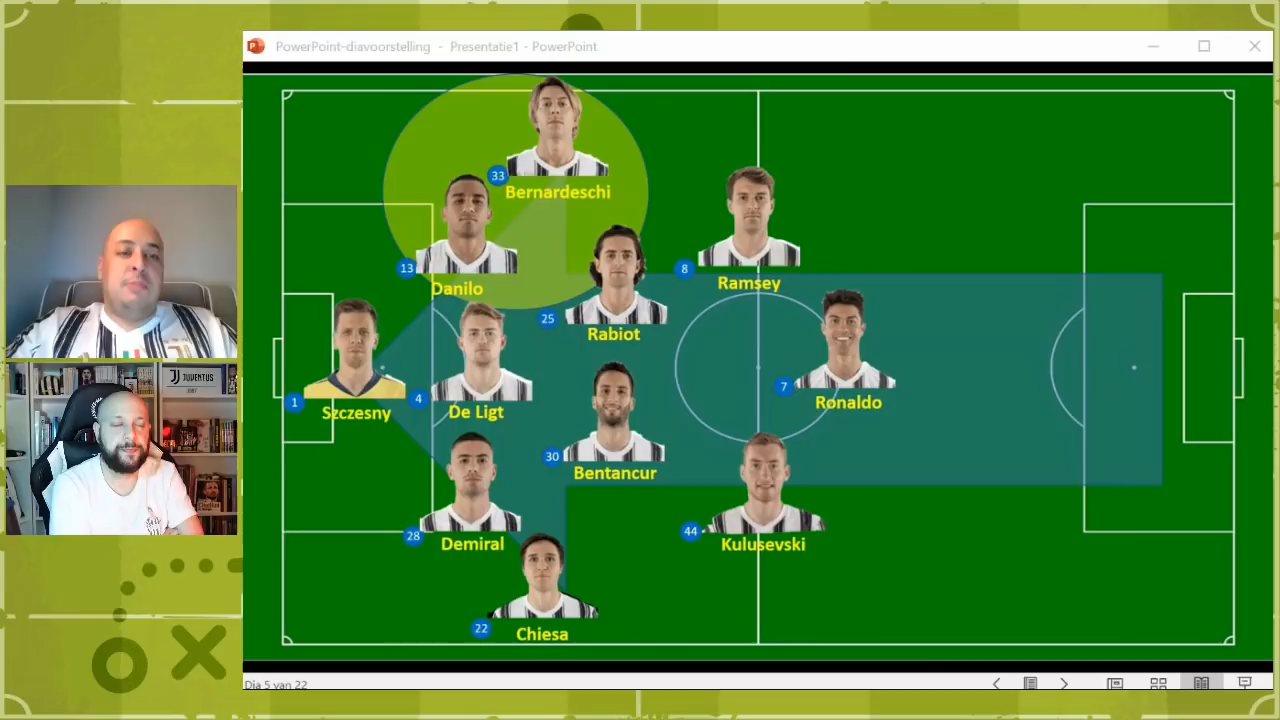 PowerPoint-diavoorstelling - Presentatie1 - PowerPoint
33
Bernardeschi
13
Danilo
8
Ramsey
25
Rabiot
1
Szczesny
4
De Ligt
7
Ronaldo
30
Bentancur
28
Demiral
44
Kulusevski
22
Chiesa
JUVENTUS
Dia 5 van 22